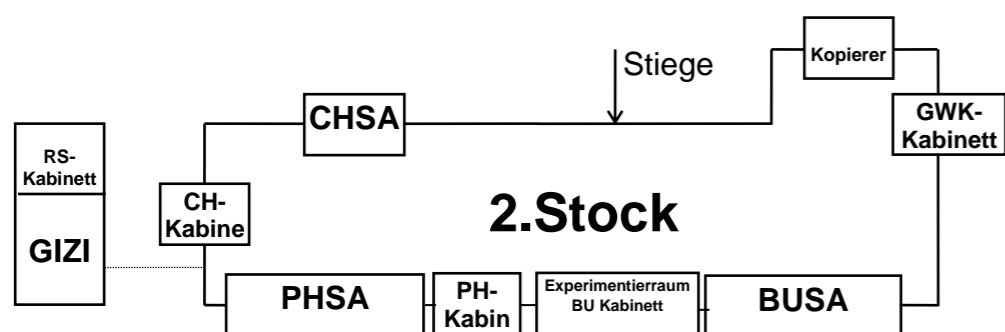 Kopierer
Stiege
CHSA
GWK-
Kabinett
RS-
Kabinett
CH-
Kabine
2.Stock
GIZI
PHSA
PH-
Kabin
Experimentierraum
BU Kabinett
BUSA